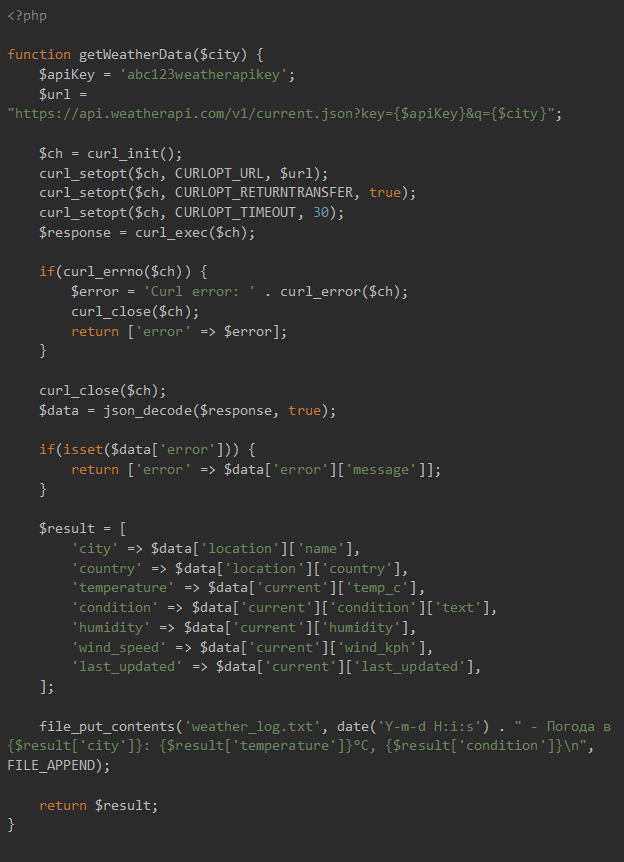 <?php
function getWeatherData($city) {
    $apiKey = 'abc123weatherapikey';
    $url =
"https://api.weatherapi.com/v1/current.json?key={$apiKey}&q={$city}";
    $ch = curl_init();
    curl_setopt($ch, CURLOPT_URL, $url);
    curl_setopt($ch, CURLOPT_RETURNTRANSFER, true);
    curl_setopt($ch, CURLOPT_TIMEOUT, 30);
    $response = curl_exec($ch);
    if(curl_errno($ch)) {
        $error = 'Curl error: ' . curl_error($ch);
        curl_close($ch);
        return ['error' => $error];
    }
    curl_close($ch);
    $data = json_decode($response, true);
    if(isset($data['error'])) {
        return ['error' => $data['error']['message']];
    }
    $result = [
        'city' => $data['location']['name'],
        'country' => $data['location']['country'],
        'temperature' => $data['current']['temp_c'],
        'condition' => $data['current']['condition']['text'],
        'humidity' => $data['current']['humidity'],
        'wind_speed' => $data['current']['wind_kph'],
        'last_updated' => $data['current']['last_updated'],
    ];
    file_put_contents('weather_log.txt', date('Y-m-d H:i:s') . " - Погода в
{$result['city']}: {$result['temperature']}°C, {$result['condition']}\n",
FILE_APPEND);
    return $result;
}